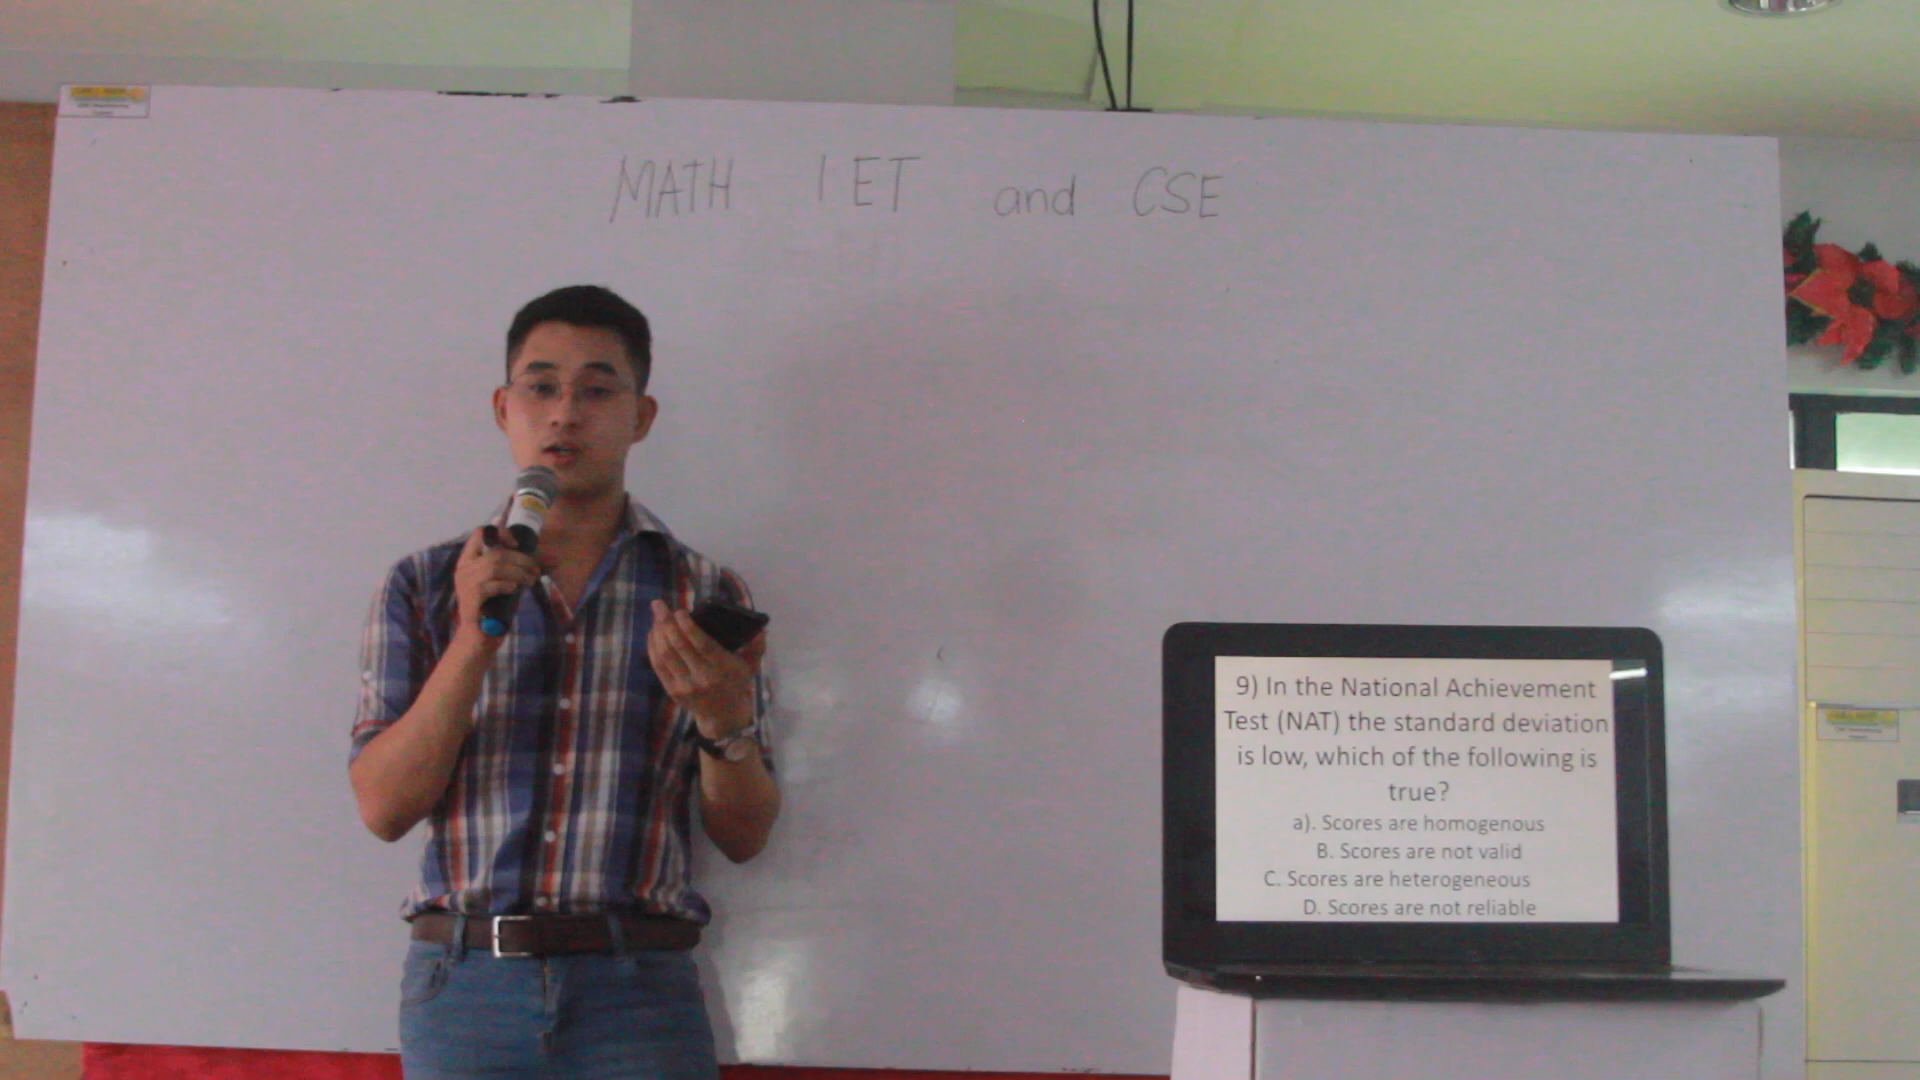 MATH LET and CSE
9) In the National Achievement
Test (NAT) the standard deviation
is low, which of the following is
true?
a). Scores are homogenous
B. Scores are not valid
C. Scores are heterogeneous
D. Scores are not reliable